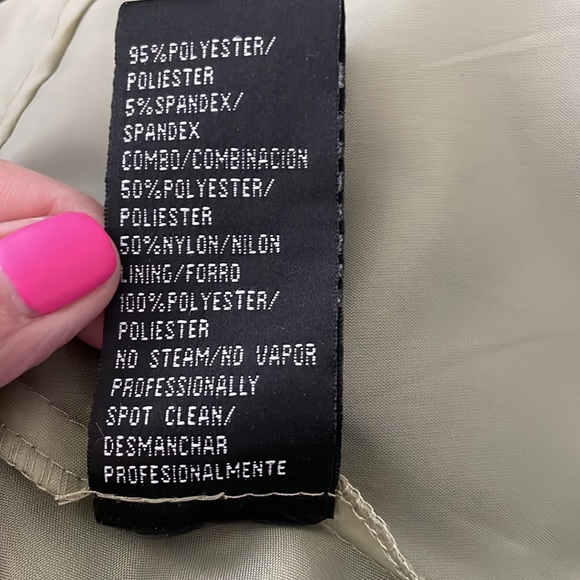 95%POLYESTER/
POLIESTER
5%SPANDEX/
SPANDEX
COMBO/COMBINACION
50%POLYESTER/
POLIESTER
50%NYLON/NILON
LINING/FORRO
100%POLYESTER/
POLIESTER
NO STEAM/NO VAPOR
PROFESSIONALLY
SPOT CLEAN/
DESMANCHAR
PROFESIONALMENTE